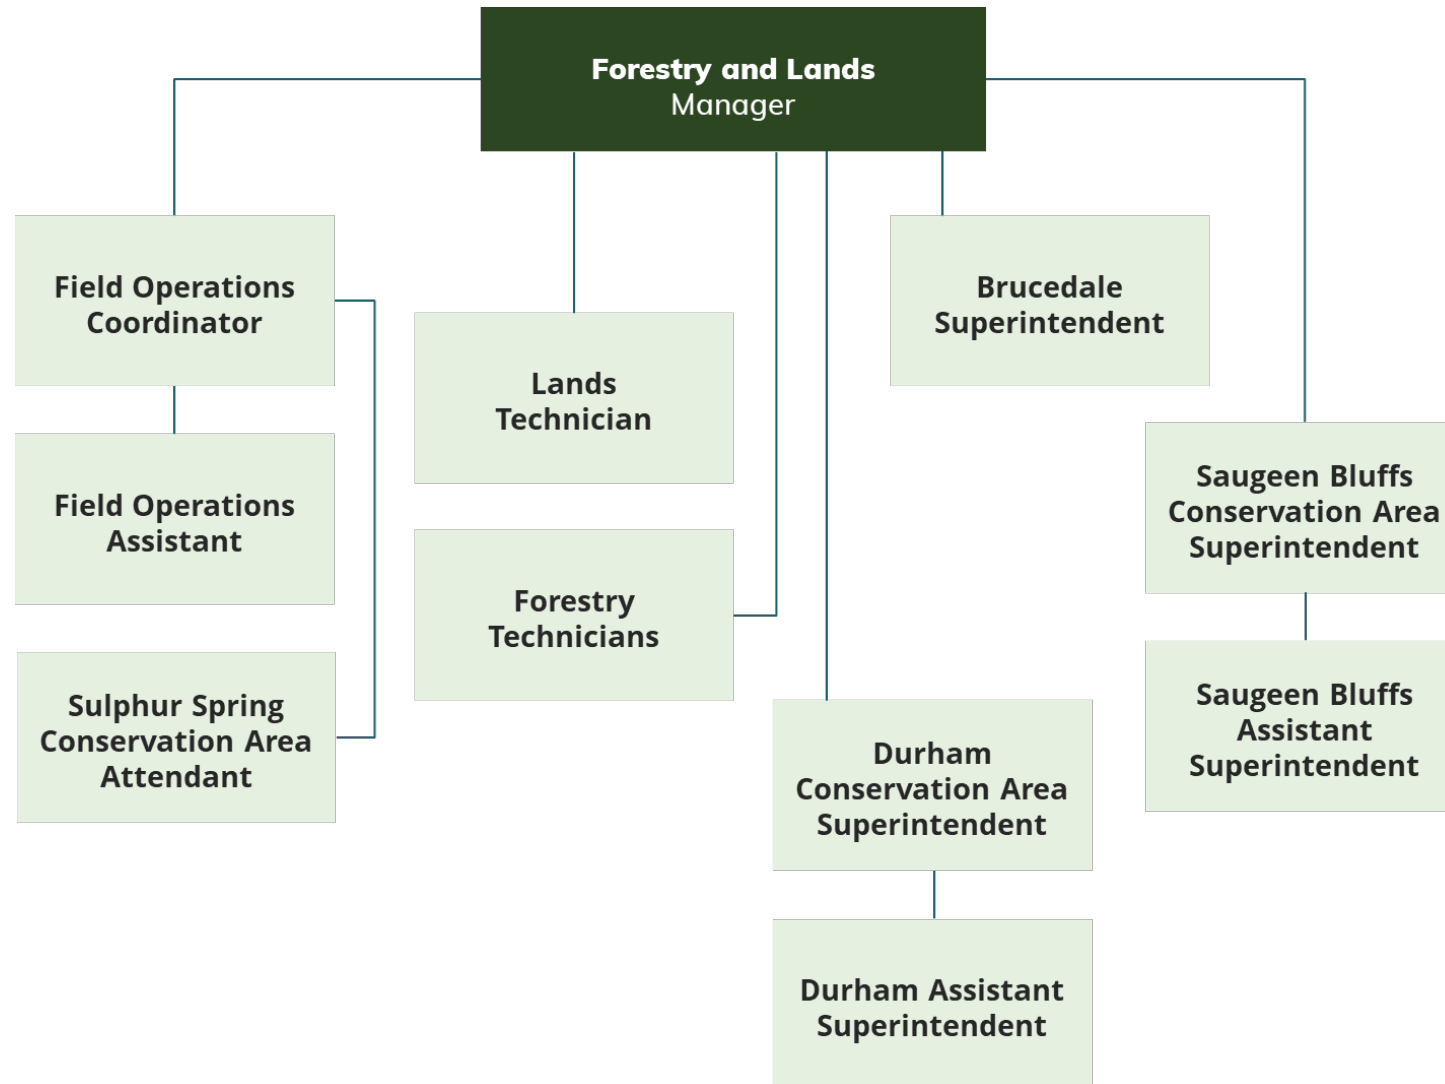 Forestry and Lands
Manager
Field Operations
Coordinator
Field Operations
Assistant
Sulphur Spring
Conservation Area
Attendant
Lands
Technician
Forestry
Technicians
Brucedale
Superintendent
Durham
Conservation Area
Superintendent
Durham Assistant
Superintendent
Saugeen Bluffs
Conservation Area
Superintendent
Saugeen Bluffs
Assistant
Superintendent